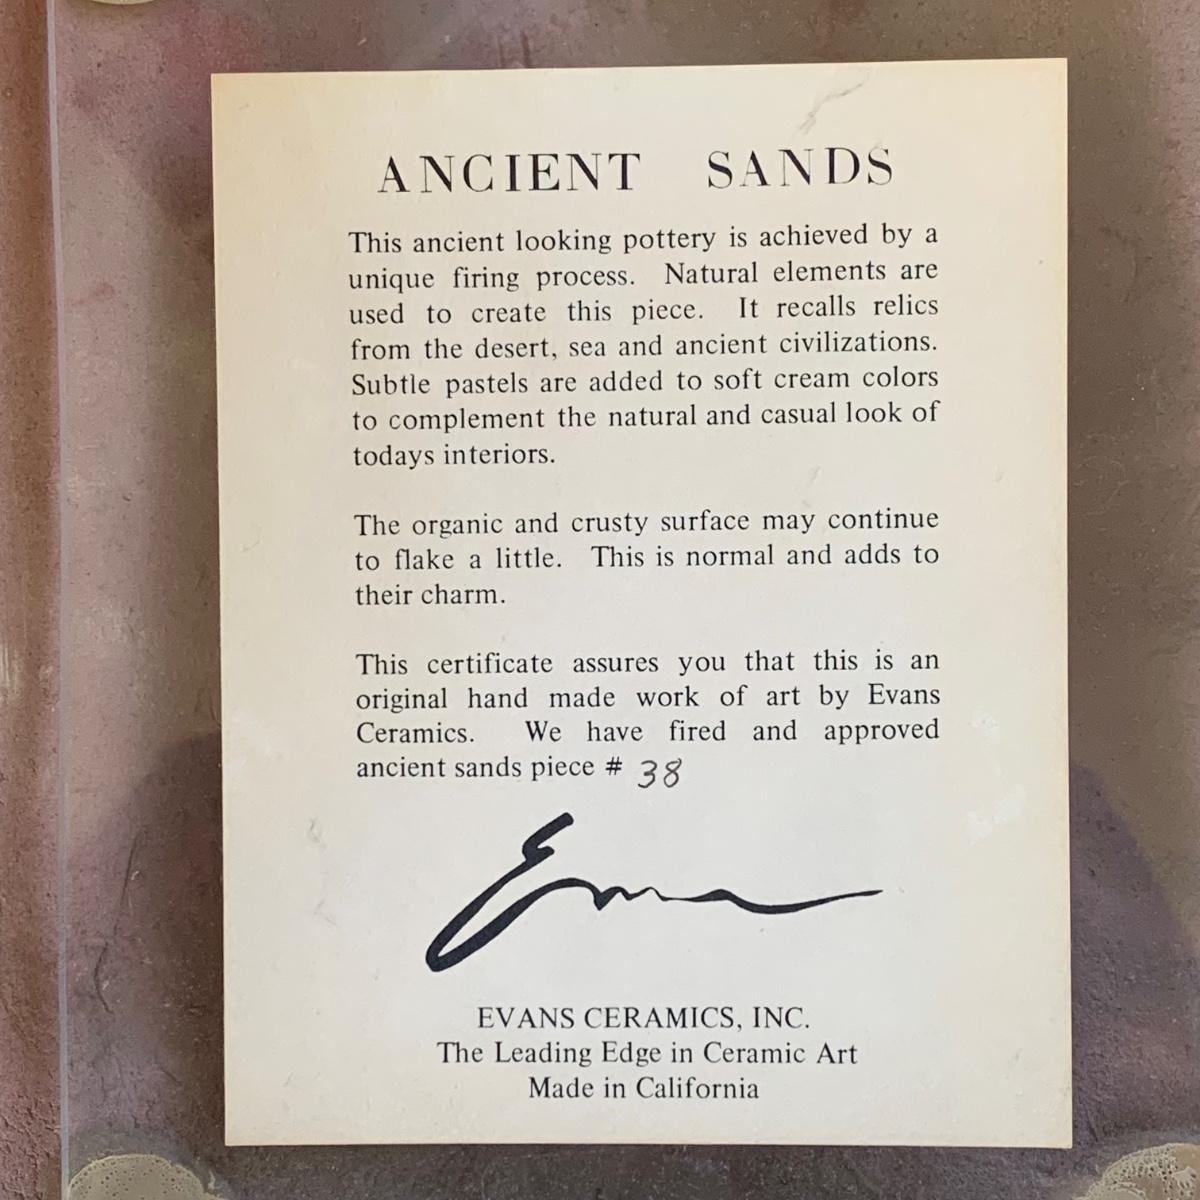 ANCIENT SANDS
This ancient looking pottery is achieved by a
unique firing process. Natural elements are
used to create this piece. It recalls relics
from the desert, sea and ancient civilizations.
Subtle pastels are added to soft cream colors
to complement the natural and casual look of
todays interiors.
The organic and crusty surface may continue
to flake a little. This is normal and adds to
their charm.
This certificate assures you that this is an
original hand made work of art by Evans
Ceramics. We have fired and approved
ancient sands piece # 38
EVANS CERAMICS, INC.
The Leading Edge in Ceramic Art
Made in California